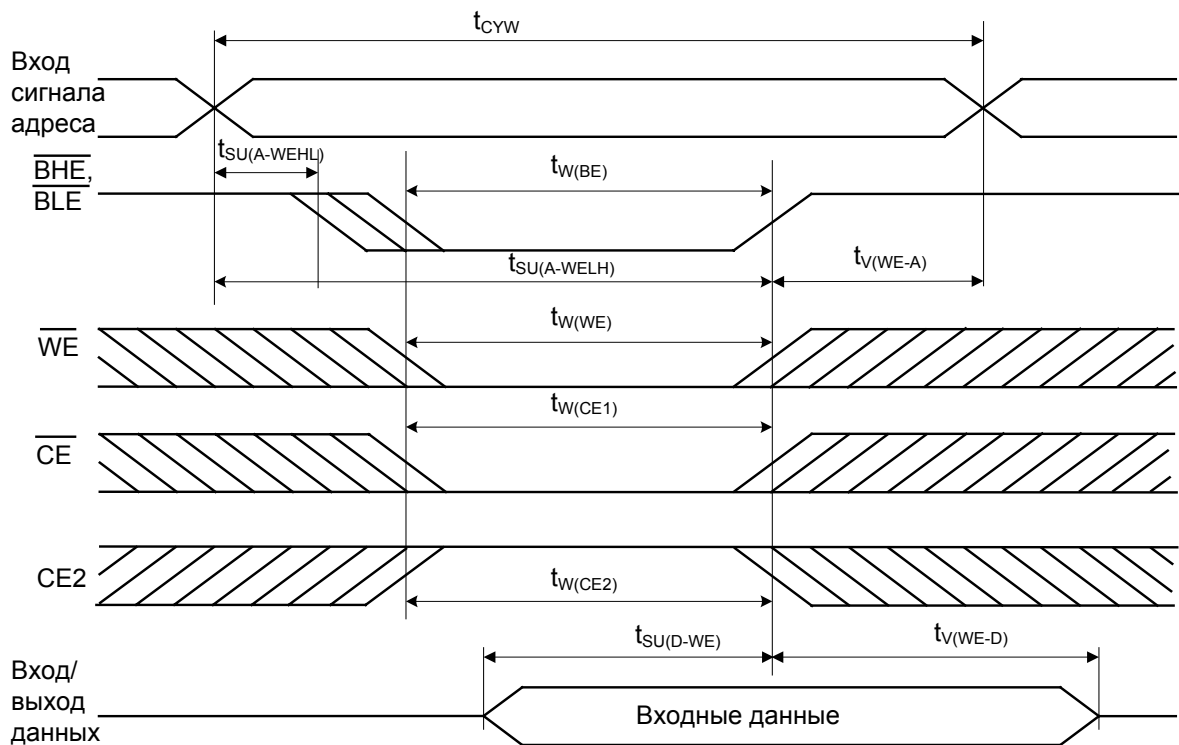 tCYW
Вход
сигнала
адреса
tSU(A-WEHL)
BHE,
BLE
tW(BE)
tSU(A-WELH)
tV(WE-A)
WE
tW(WE)
tW(CE1)
CE
CE2
tW(CE2)
tSU(D-WE)
tV(WE-D)
Вход/
выход
данных
Входные данные